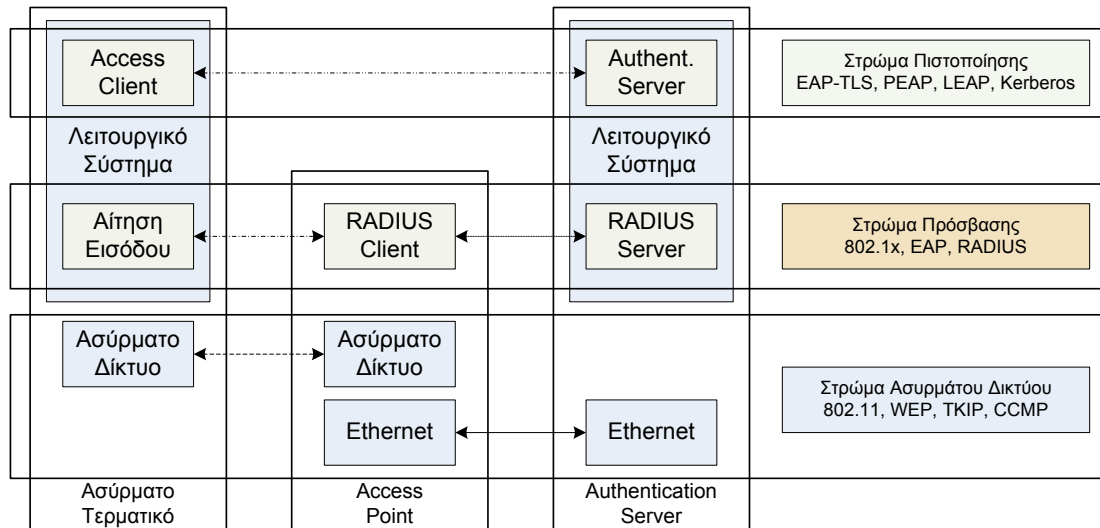 Access
Client
Authent.
Server
Στρώμα Πιστοποίησης
EAP-TLS, PEAP, LEAP, Kerberos
Λειτουργικό
Σύστημα
Λειτουργικό
Σύστημα
Αίτηση
Εισόδου
RADIUS
Client
RADIUS
Server
Στρώμα Πρόσβασης
802.1x, EAP, RADIUS
Ασύρματο
Δίκτυο
Ασύρματο
Δίκτυο
Στρώμα Ασυρμάτου Δικτύου
802.11, WEP, TKIP, CCMP
Ethernet
Ethernet
Ασύρματο
Τερματικό
Access
Point
Authentication
Server